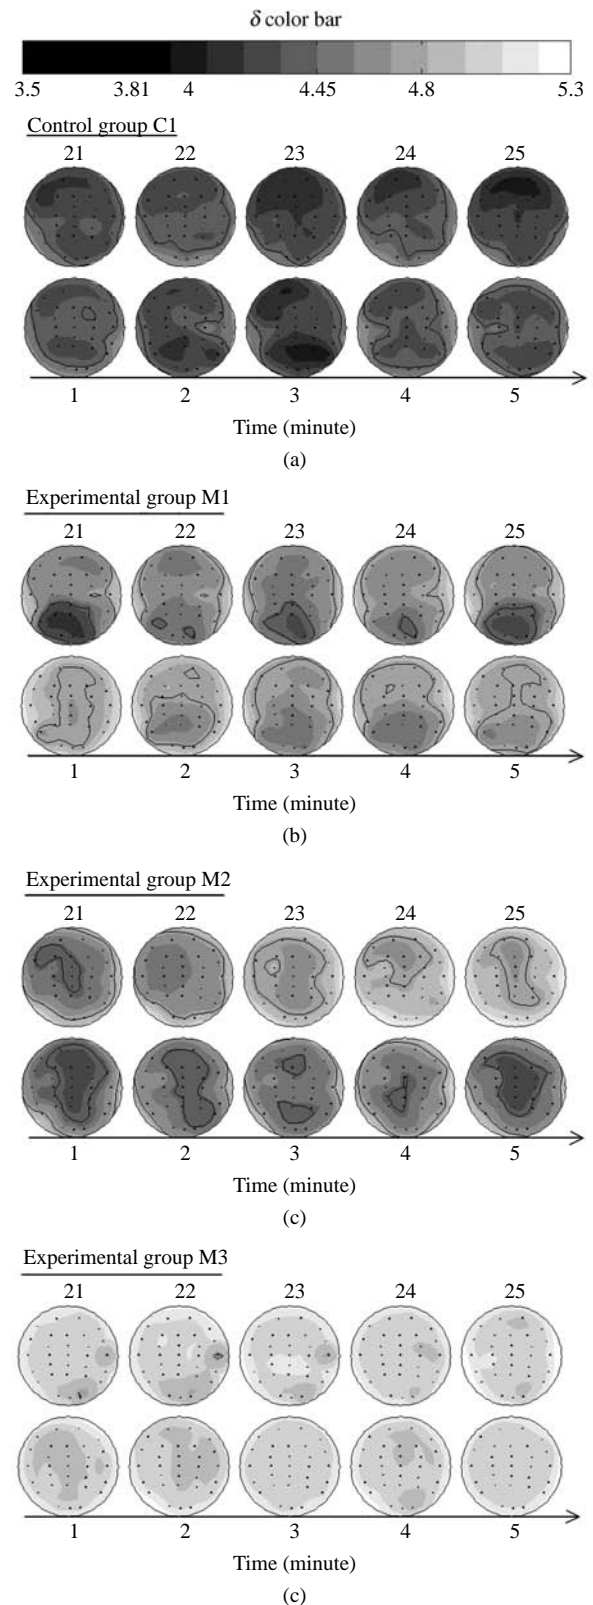 δ color bar
3.5 3.81 4 4.45 4.8 5.3
Control group C1
21 22 23 24 25
1 2 3 4 5
Time (minute)
(a)
Experimental group M1
21 22 23 24 25
1 2 3 4 5
Time (minute)
(b)
Experimental group M2
21 22 23 24 25
1 2 3 4 5
Time (minute)
(c)
Experimental group M3
21 22 23 24 25
1 2 3 4 5
Time (minute)
(c)